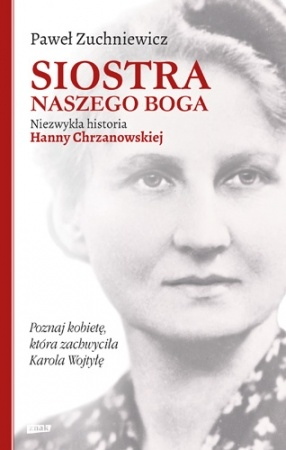 Paweł Zuchniewicz
SIOSTRA
NASZEGO BOGA
Niezwykła historia
Hanny Chrzanowskiej
Poznaj kobietę,
która zachwyciła
Karola Wojtyłę
znak